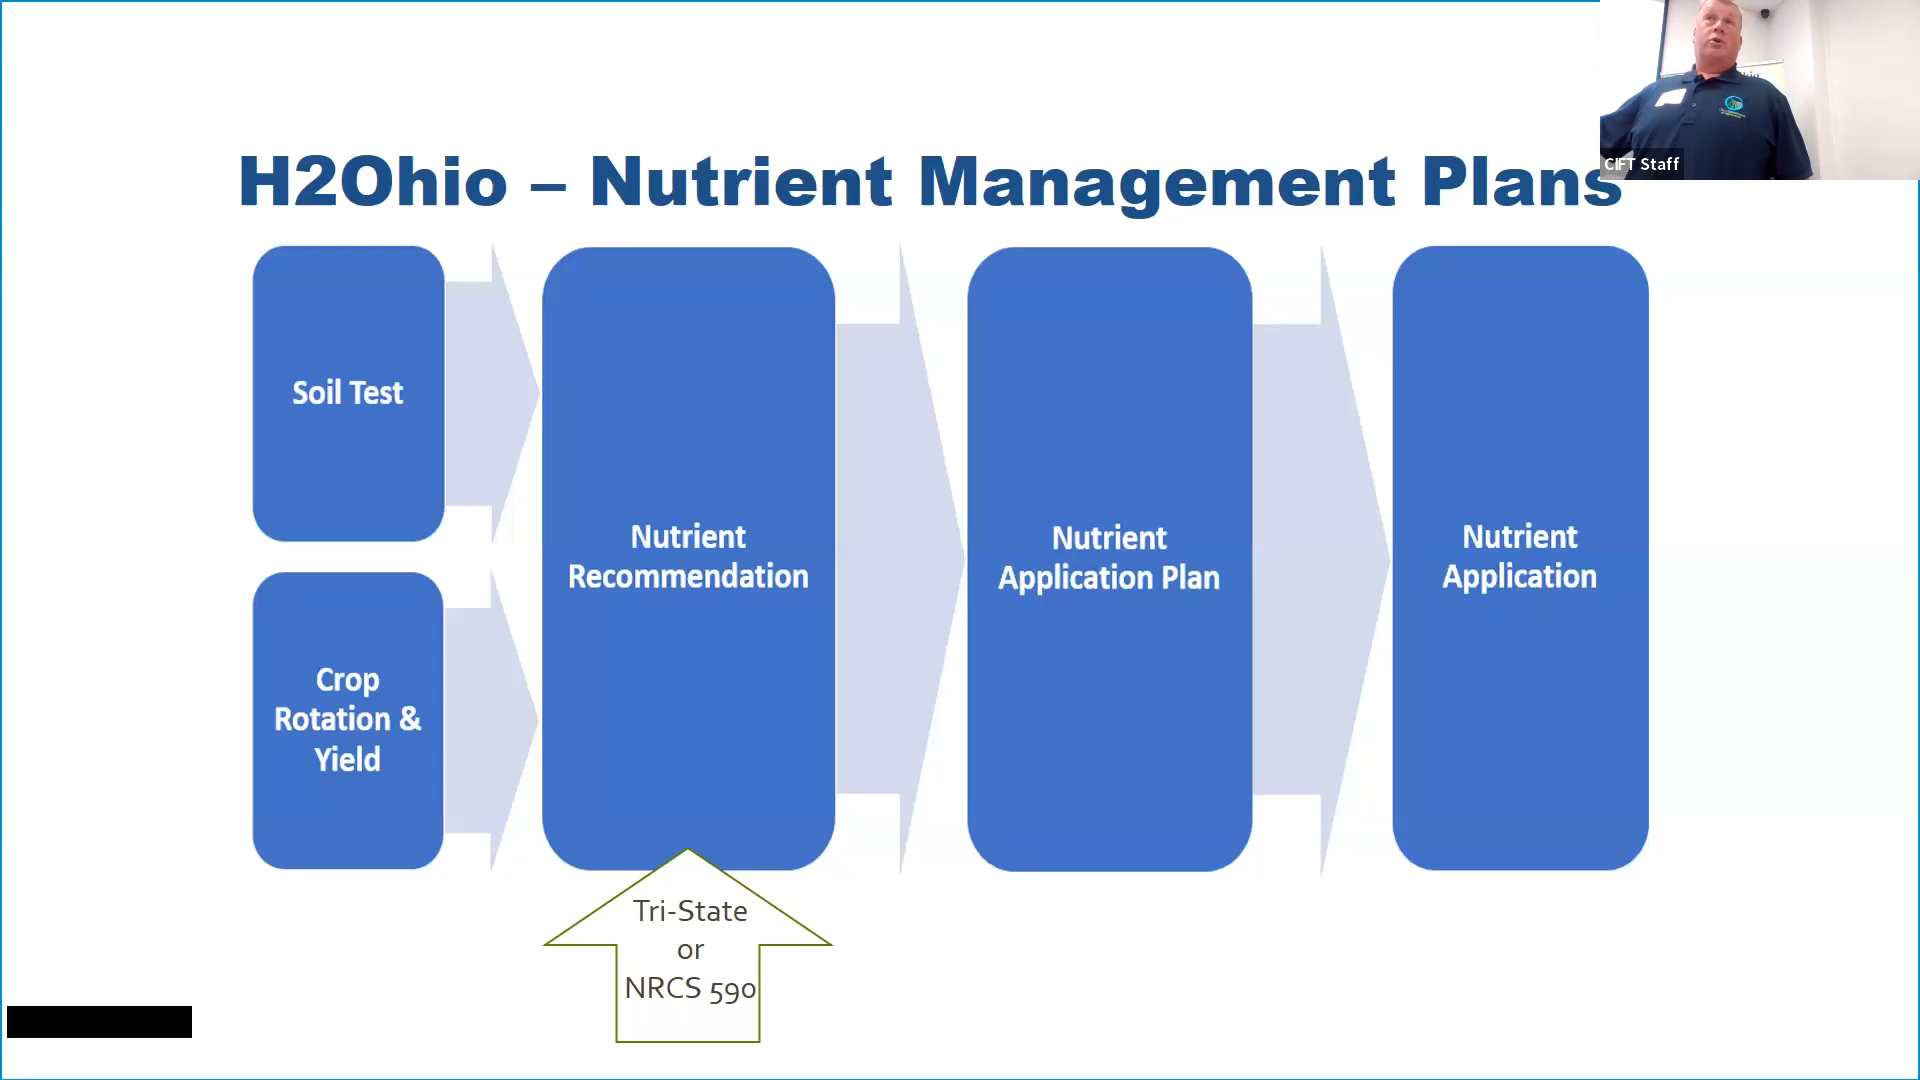 H2Ohio – Nutrient Management Plans
CIFT Staff
Soil Test
Crop
Rotation &
Yield
Nutrient
Recommendation
Nutrient
Application Plan
Nutrient
Application
Tri-State
or
NRCS 590